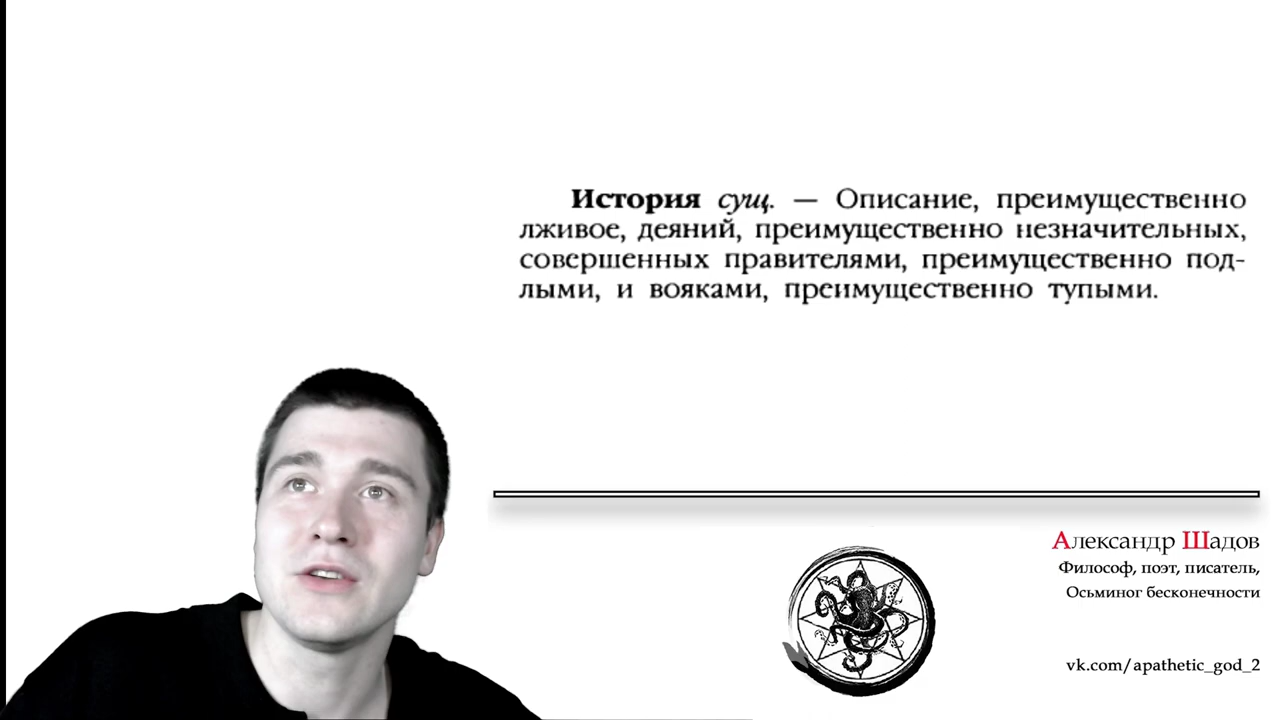 История сущ. — Описание, преимущественно
лживое, деяний, преимущественно незначительных,
совершенных правителями, преимущественно под-
лыми, и вояками, преимущественно тупыми.
Александр Шадов
Философ, поэт, писатель,
Осьминог бесконечности
vk.com/apathetic_god_2